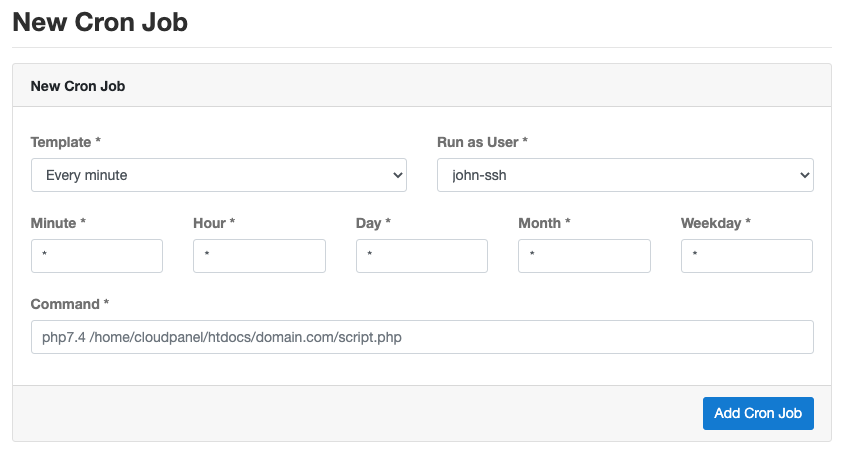 New Cron Job
New Cron Job
Template * Run as User *
Every minute john-ssh
Minute * Hour * Day * Month * Weekday *
* * * * *
Command *
php7.4 /home/cloudpanel/htdocs/domain.com/script.php
Add Cron Job